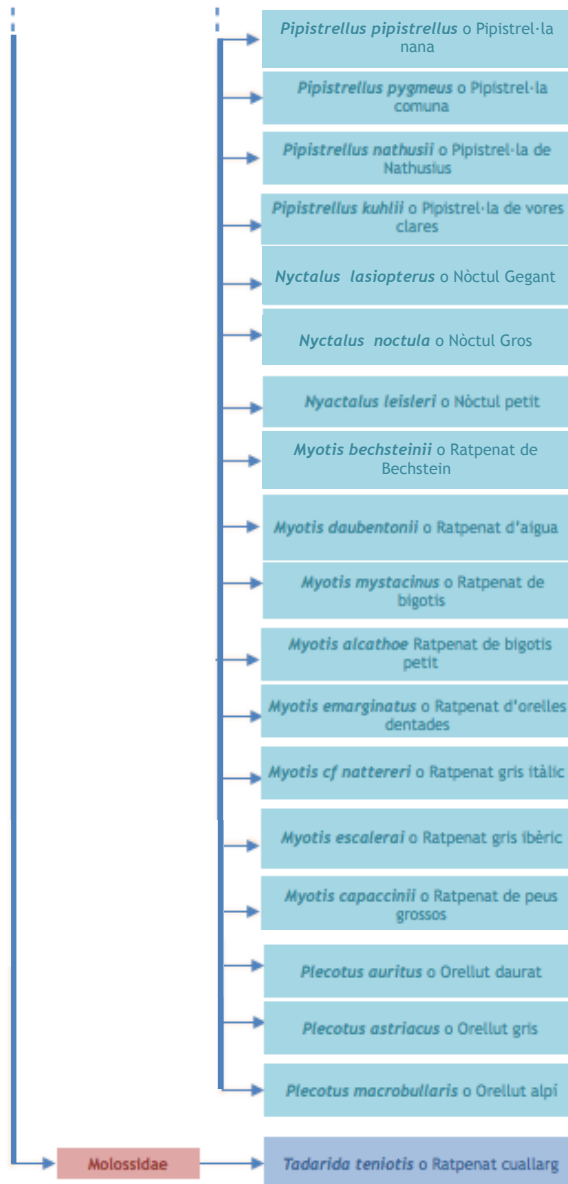 Pipistrellus pipistrellus o Pipistrel·la
nana
Pipistrellus pygmeus o Pipistrel·la
comuna
Pipistrellus nathusii o Pipistrel·la de
Nathusius
Pipistrellus kuhlii o Pipistrel·la de vores
clares
Nyctalus lasiopterus o Nòctul Gegant
Nyctalus noctula o Nòctul Gros
Nyactalus leisleri o Nòctul petit
Myotis bechsteinii o Ratpenat de
Bechstein
Myotis daubentonii o Ratpenat d'aigua
Myotis mystacinus o Ratpenat de
bigotis
Myotis alcathoe Ratpenat de bigotis
petit
Myotis emarginatus o Ratpenat d'orelles
dentades
Myotis cf nattereri o Ratpenat gris itàlic
Myotis escalerai o Ratpenat gris ibèric
Myotis capaccinii o Ratpenat de peus
grossos
Plecotus auritus o Orellut daurat
Plecotus astriacus o Orellut gris
Plecotus macrobullaris o Orellut alpí
Molossidae
Tadarida teniotis o Ratpenat cuallarg